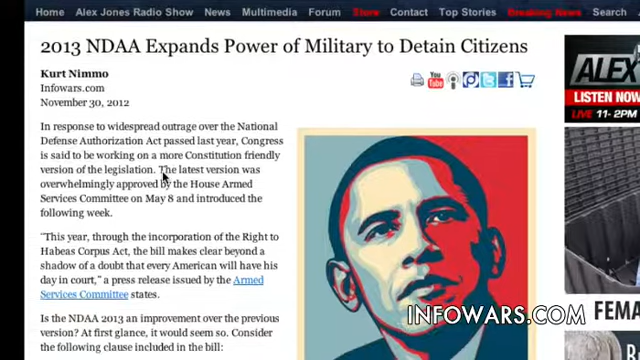 Home Alex Jones Radio Show News Multimedia Forum Store Contact Top Stories Breaking News Search
2013 NDAA Expands Power of Military to Detain Citizens
Kurt Nimmo
Infowars.com
November 30, 2012
In response to widespread outrage over the National
Defense Authorization Act passed last year, Congress
is said to be working on a more Constitution friendly
version of the legislation. The latest version was
overwhelmingly approved by the House Armed
Services Committee on May 8 and introduced the
following week.
"This year, through the incorporation of the Right to
Habeas Corpus Act, the bill makes clear beyond a
shadow of a doubt that every American will have his
day in court," a press release issued by the Armed
Services Committee states.
Is the NDAA 2013 an improvement over the previous
version? At first glance, it would seem so. Consider
the following clause included in the bill:
You
Tube
ALEX
LISTEN NOW
LIVE 11- 2PM
INFOWARS.COM
FEMA